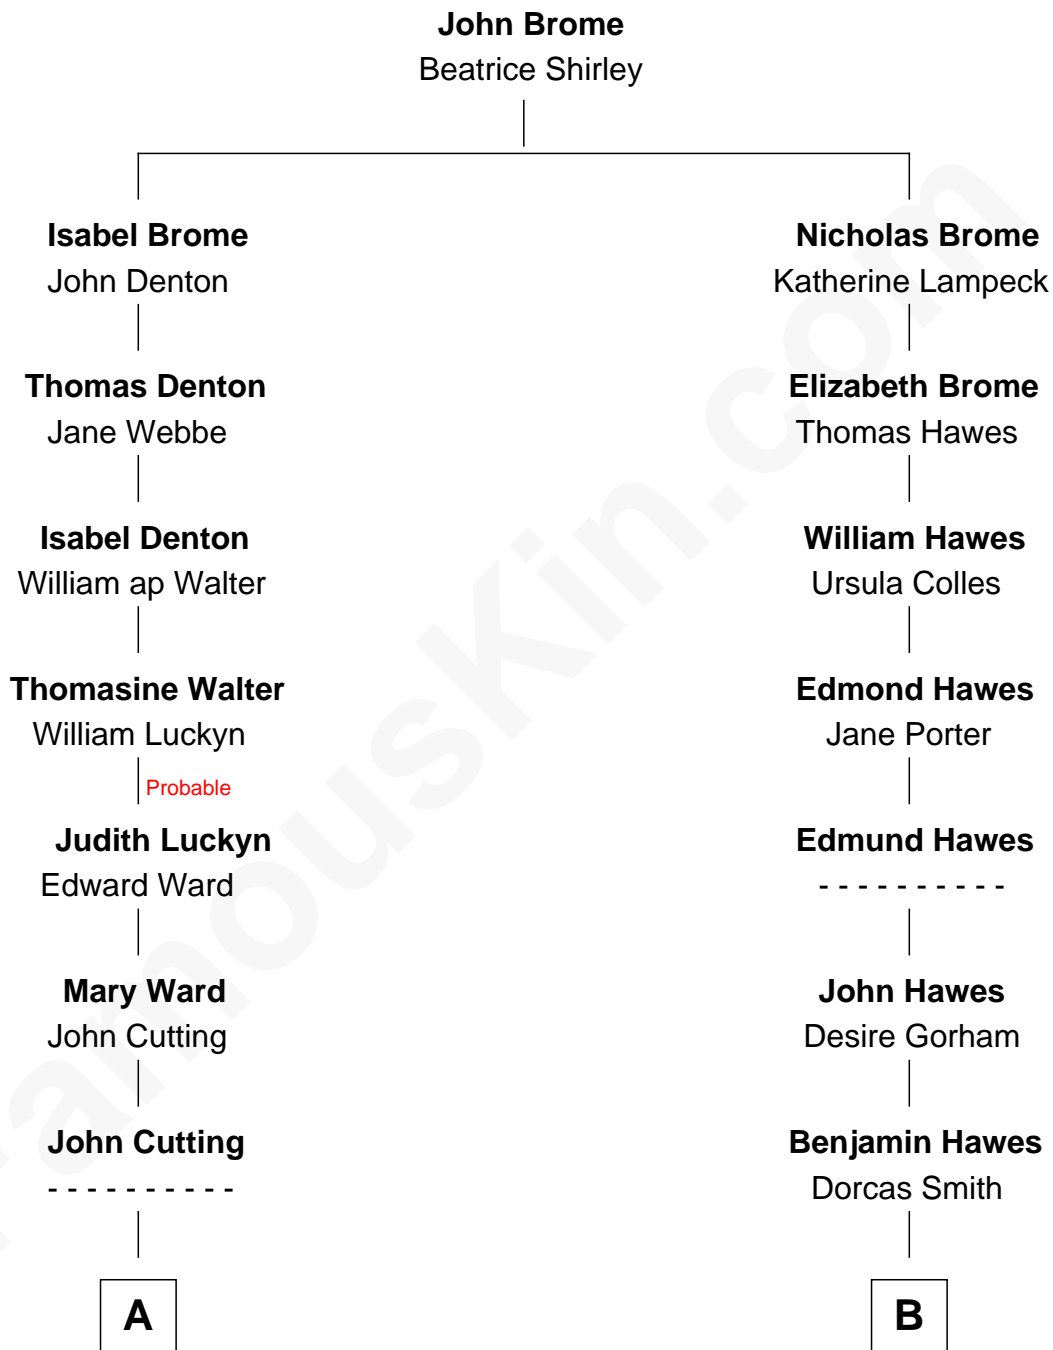 John Brome
Beatrice Shirley
Isabel Brome
John Denton
Nicholas Brome
Katherine Lampeck
Thomas Denton
Jane Webbe
Elizabeth Brome
Thomas Hawes
Isabel Denton
William ap Walter
William Hawes
Ursula Colles
Thomasine Walter
William Luckyn
Probable
Edmond Hawes
Jane Porter
Judith Luckyn
Edward Ward
Edmund Hawes
- - - - - - - - - -
Mary Ward
John Cutting
John Hawes
Desire Gorham
John Cutting
- - - - - - - - - -
Benjamin Hawes
Dorcas Smith
A
B
FamousKin.com